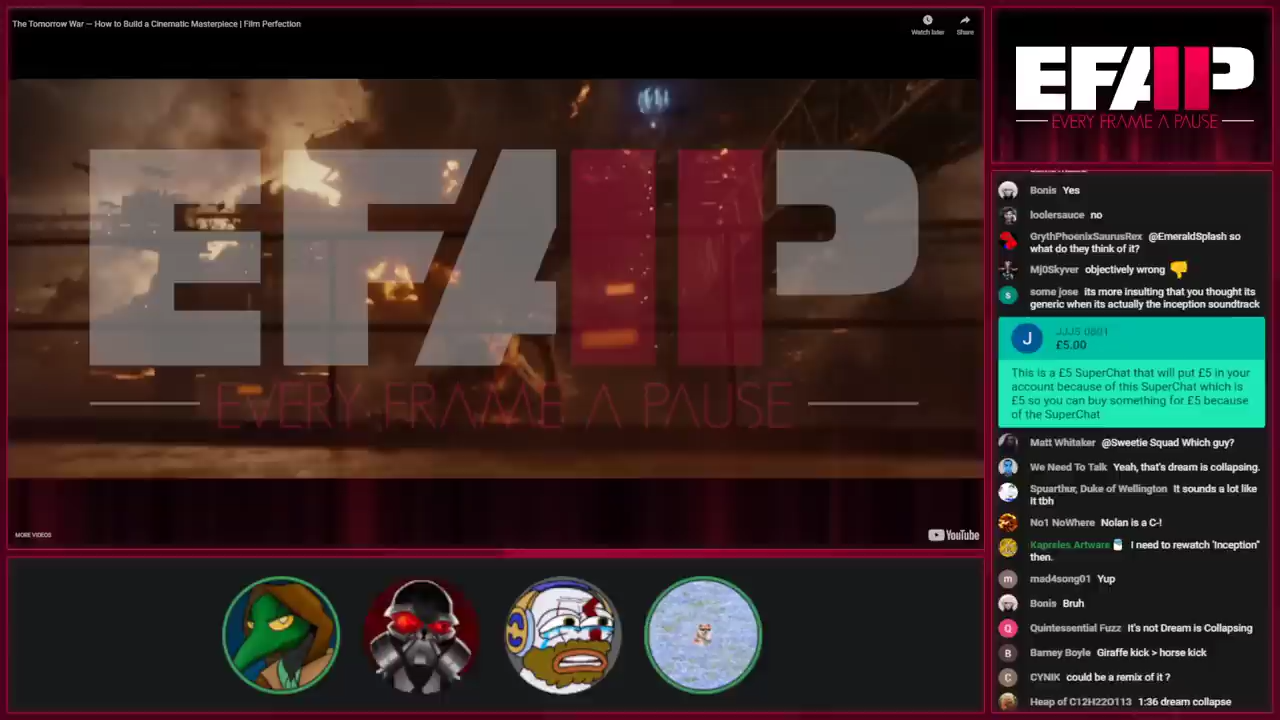 The Tomorrow War – How to Build a Cinematic Masterpiece | Film Perfection
Watch later
Share
EFAP
EVERY FRAME A PAUSE
MORE VIDEOS
YouTube
EFAP
EVERY FRAME A PAUSE
Bonis Yes
loolersauce no
GrythPhoenixSaurusRex @EmeraldSplash so
what do they think of it?
Mj0Skyver objectively wrong 👎
S
some jose its more insulting that you thought its
generic when its actually the inception soundtrack
J
JJJ5 0801
£5.00
This is a £5 SuperChat that will put £5 in your
account because of this SuperChat which is
£5 so you can buy something for £5 because
of the SuperChat
Matt Whitaker @Sweetie Squad Which guy?
We Need To Talk Yeah, that's dream is collapsing.
Spuarthur, Duke of Wellington It sounds a lot like
it tbh
No1 NoWhere Nolan is a C-!
Kapreles Artware I need to rewatch 'Inception"
then.
m
mad4song01 Yup
Bonis Bruh
Q
Quintessential Fuzz It's not Dream is Collapsing
B
Barney Boyle Giraffe kick > horse kick
C
CYNIK could be a remix of it ?
Heap of C12H22O113 1:36 dream collapse